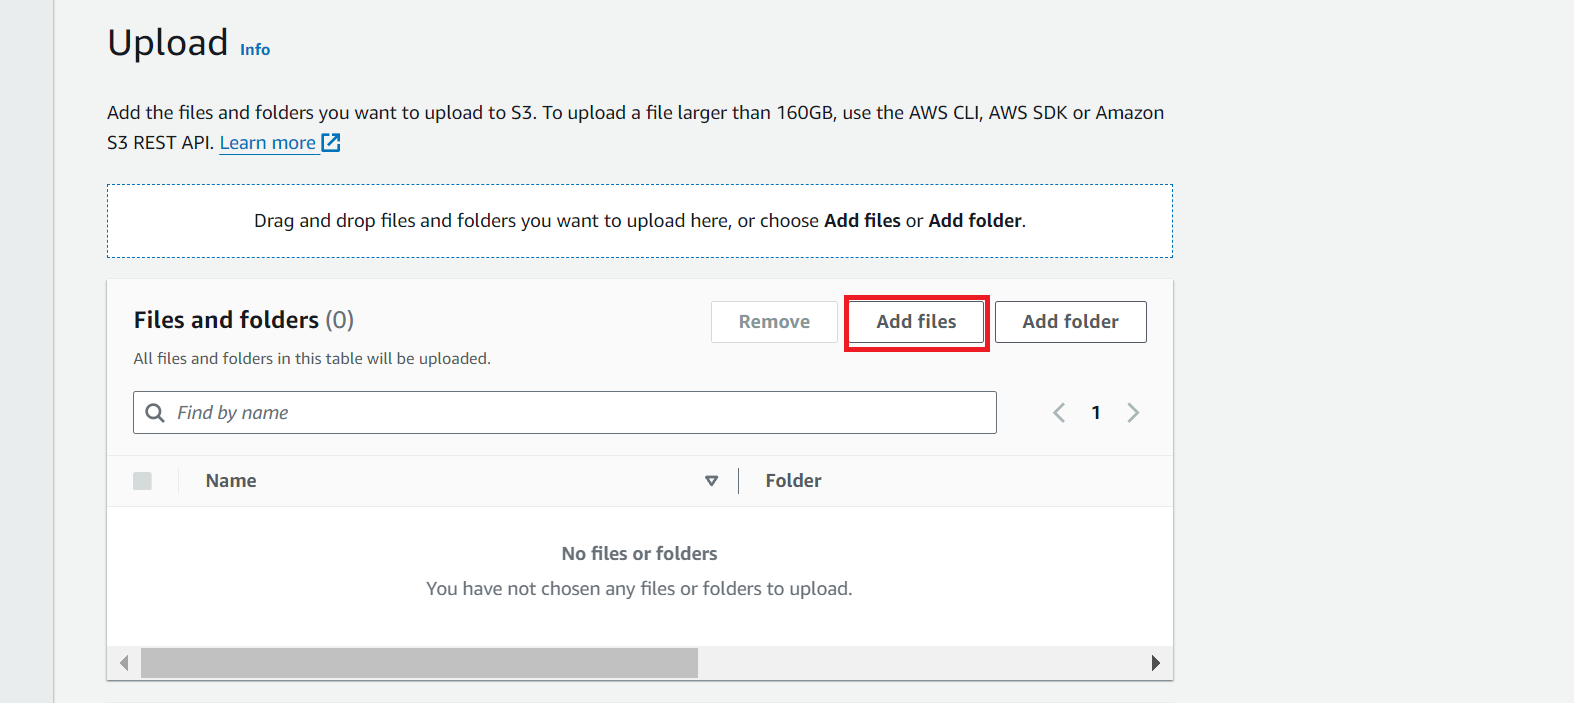 Upload Info
Add the files and folders you want to upload to S3. To upload a file larger than 160GB, use the AWS CLI, AWS SDK or Amazon
S3 REST API. Learn more
Drag and drop files and folders you want to upload here, or choose Add files or Add folder.
Files and folders (0)
Remove Add files Add folder
All files and folders in this table will be uploaded.
Find by name
1
Name Folder
No files or folders
You have not chosen any files or folders to upload.